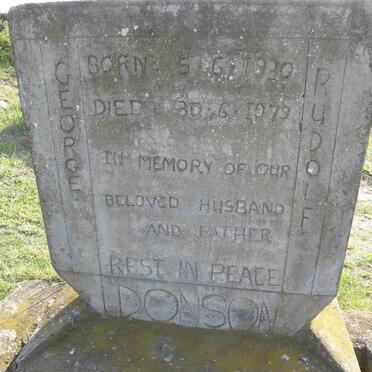 GEORGE
RUDOLF
BORN 5.6.1930
DIED 30.6.1979
IN MEMORY OF OUR
BELOVED HUSBAND
AND FATHER
REST IN PEACE
DONSON